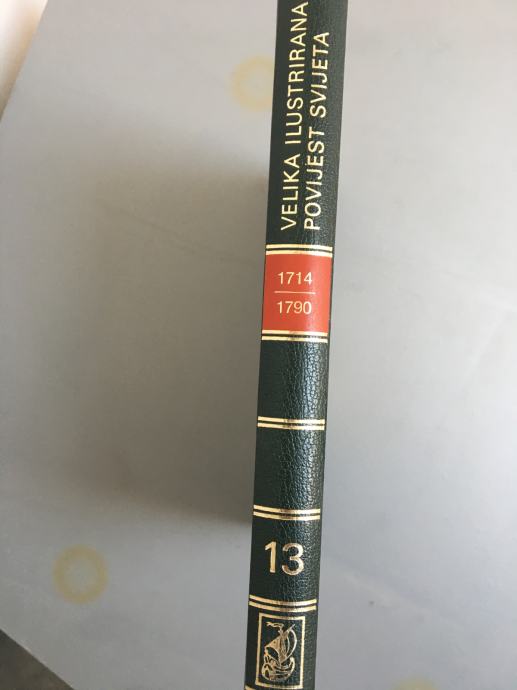 VELIKA ILUSTRIRANA
POVIJEST SVIJETA
1714
1790
13